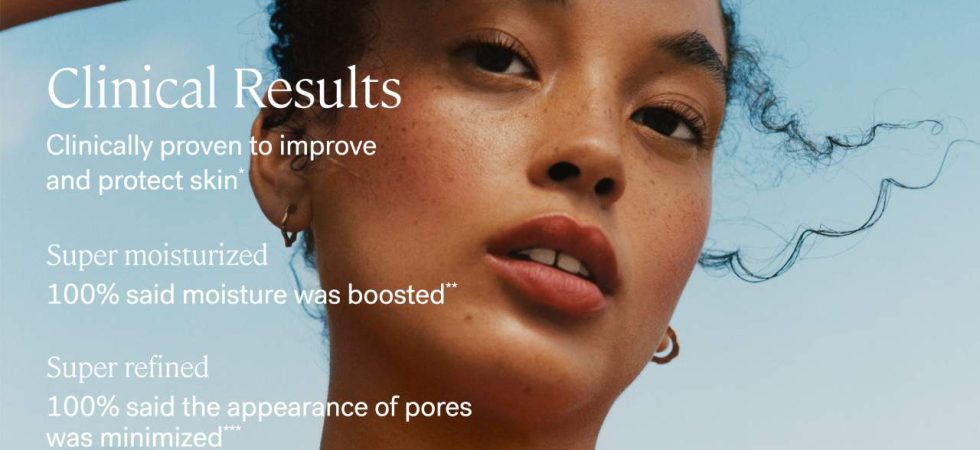 Clinical Results
Clinically proven to improve
and protect skin*
Super moisturized
100% said moisture was boosted**
Super refined
100% said the appearance of pores
was minimized***